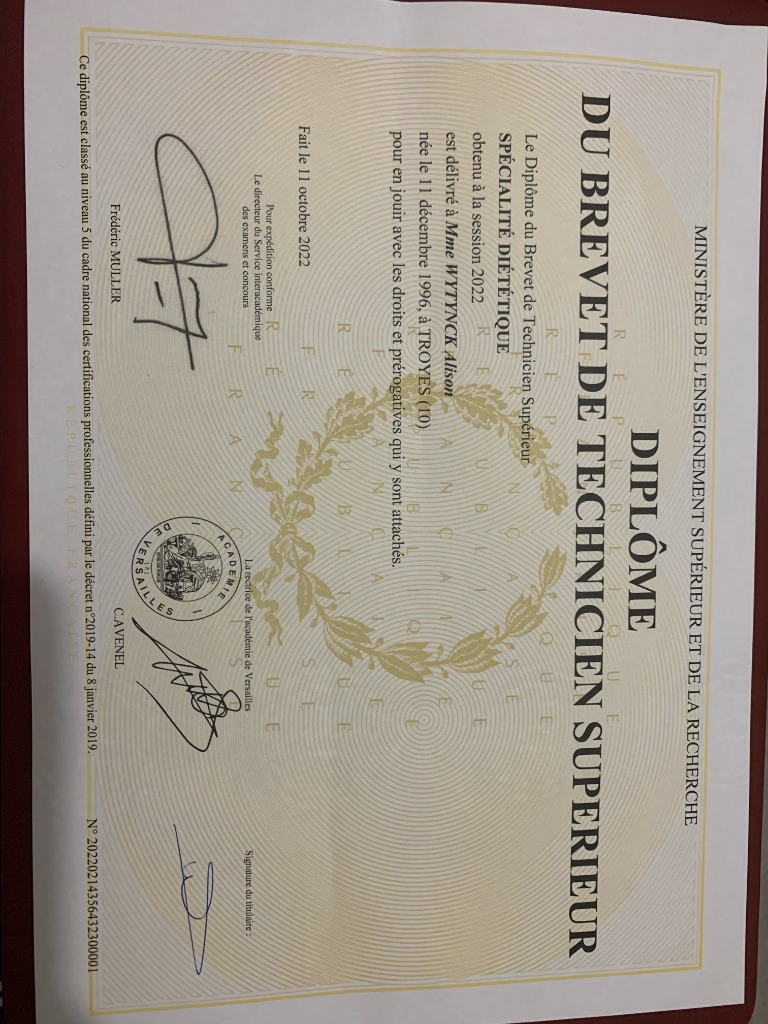 MINISTÈRE DE L'ENSEIGNEMENT SUPÉRIEUR ET DE LA RECHERCHE
DIPLÔME
DU BREVET DE TECHNICIEN SUPERIEUR
Le Diplôme du Brevet de Technicien Supérieur
SPÉCIALITÉ DIÉTÉTIQUE
obtenu à la session 2022
est délivré à Mme WYTYNCK Alison
née le 11 décembre 1996, à TROYES (10)
pour en jouir avec les droits et prérogatives qui y sont attachés.
Fait le 11 octobre 2022
Pour expédition conforme
Le directeur du Service interacadémique
des examens et concours
Frédéric MULLER
La rectrice de l'académie de Versailles
ACADÉMIE
DE VERSAILLES
C.AVENEL
Signature du titulaire :
Ce diplôme est classé au niveau 5 du cadre national des certifications professionnelles défini par le décret n°2019-14 du 8 janvier 2019.
N° 20220214356432300001
RÉPUBLIQUE FRANÇAISE